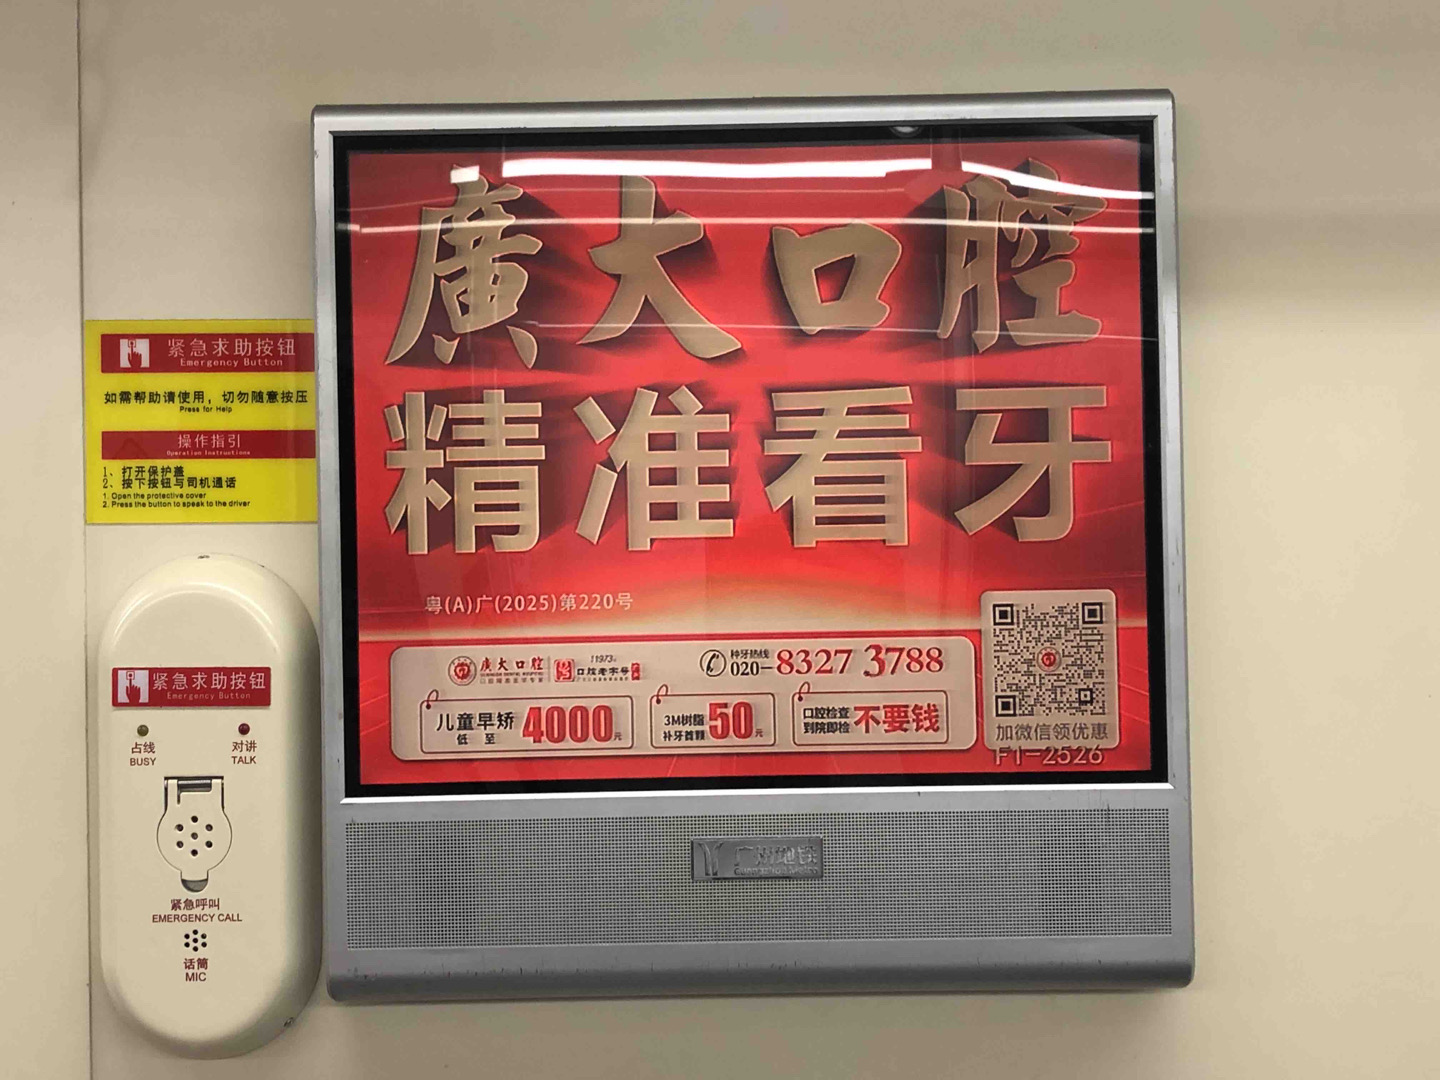 紧急求助按钮
Emergency Button
如需帮助请使用，切勿随意按压
Press for Help
操作指引
Operation Instructions
1、打开保护盖
2、按下按钮与司机通话
1. Open the protective cover
2. Press the button to speak to the driver
紧急求助按钮
Emergency Button
占线
BUSY
对讲
TALK
紧急呼叫
EMERGENCY CALL
话筒
MIC
廣大口腔
精准看牙
粤(A)广(2025)第220号
廣大口腔
口腔老字号
种牙热线
020-8327 3788
儿童早矫
低至
4000元
3M树脂
补牙首颗
50元
口腔检查
到院即检
不要钱
加微信领优惠
F1-2526
广州地铁